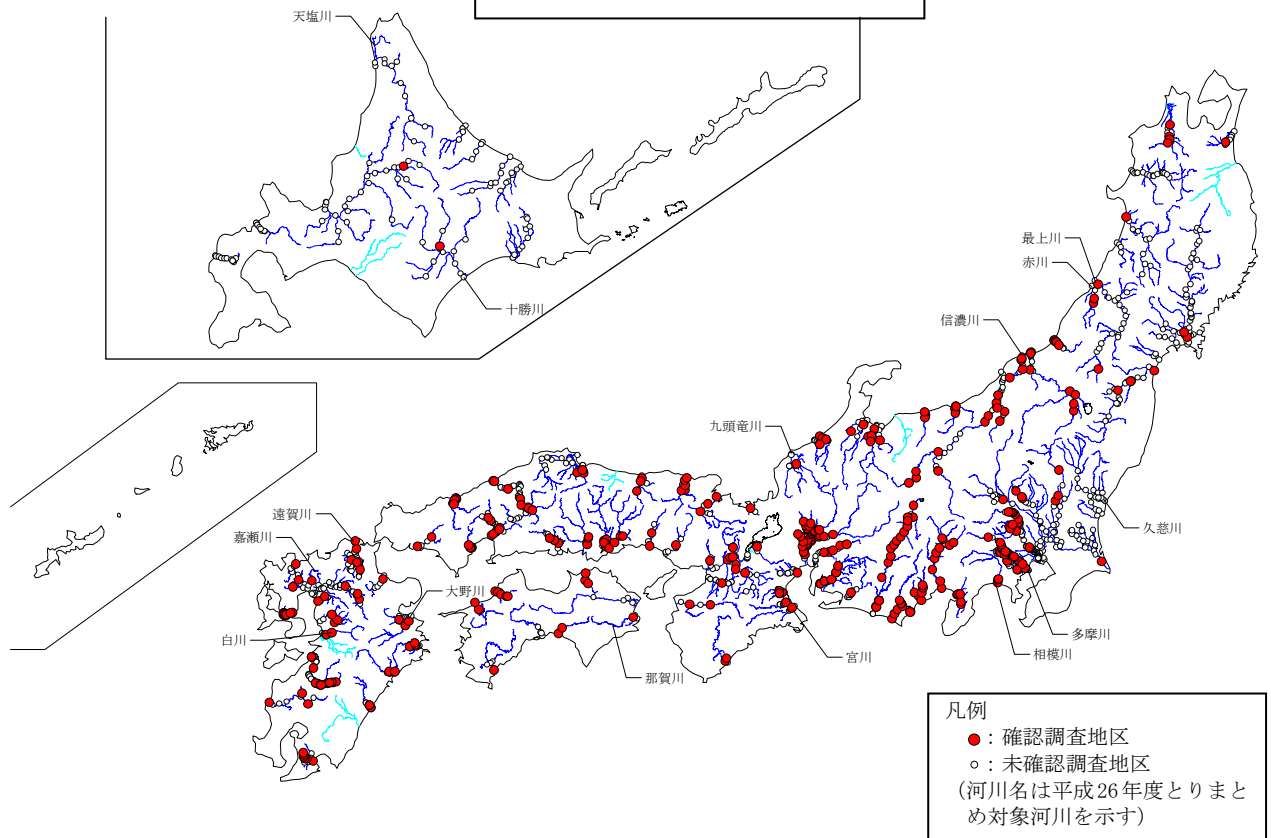 天塩川
十勝川
最上川
赤川
信濃川
九頭竜川
久慈川
遠賀川
嘉瀬川
大野川
白川
那賀川
宮川
相模川
多摩川
凡例
●：確認調査地区
○：未確認調査地区
(河川名は平成26年度とりまと
め対象河川を示す)